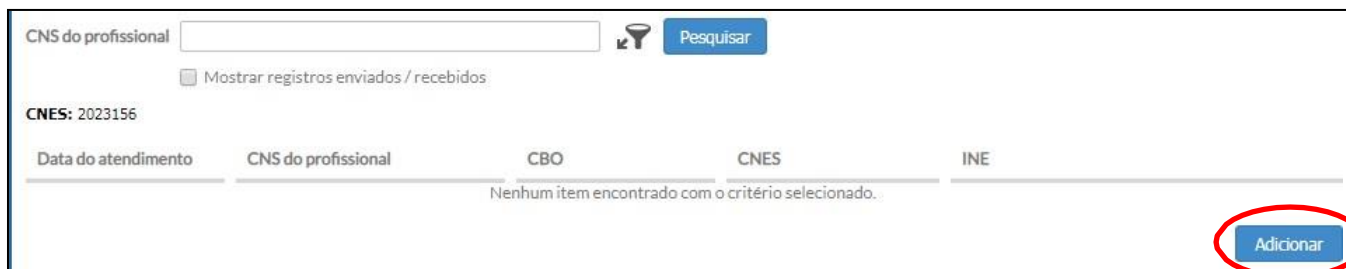 CNS do profissional Pesquisar
Mostrar registros enviados / recebidos
CNES: 2023156
Data do atendimento CNS do profissional CBO CNES INE
Nenhum item encontrado com o critério selecionado.
Adicionar